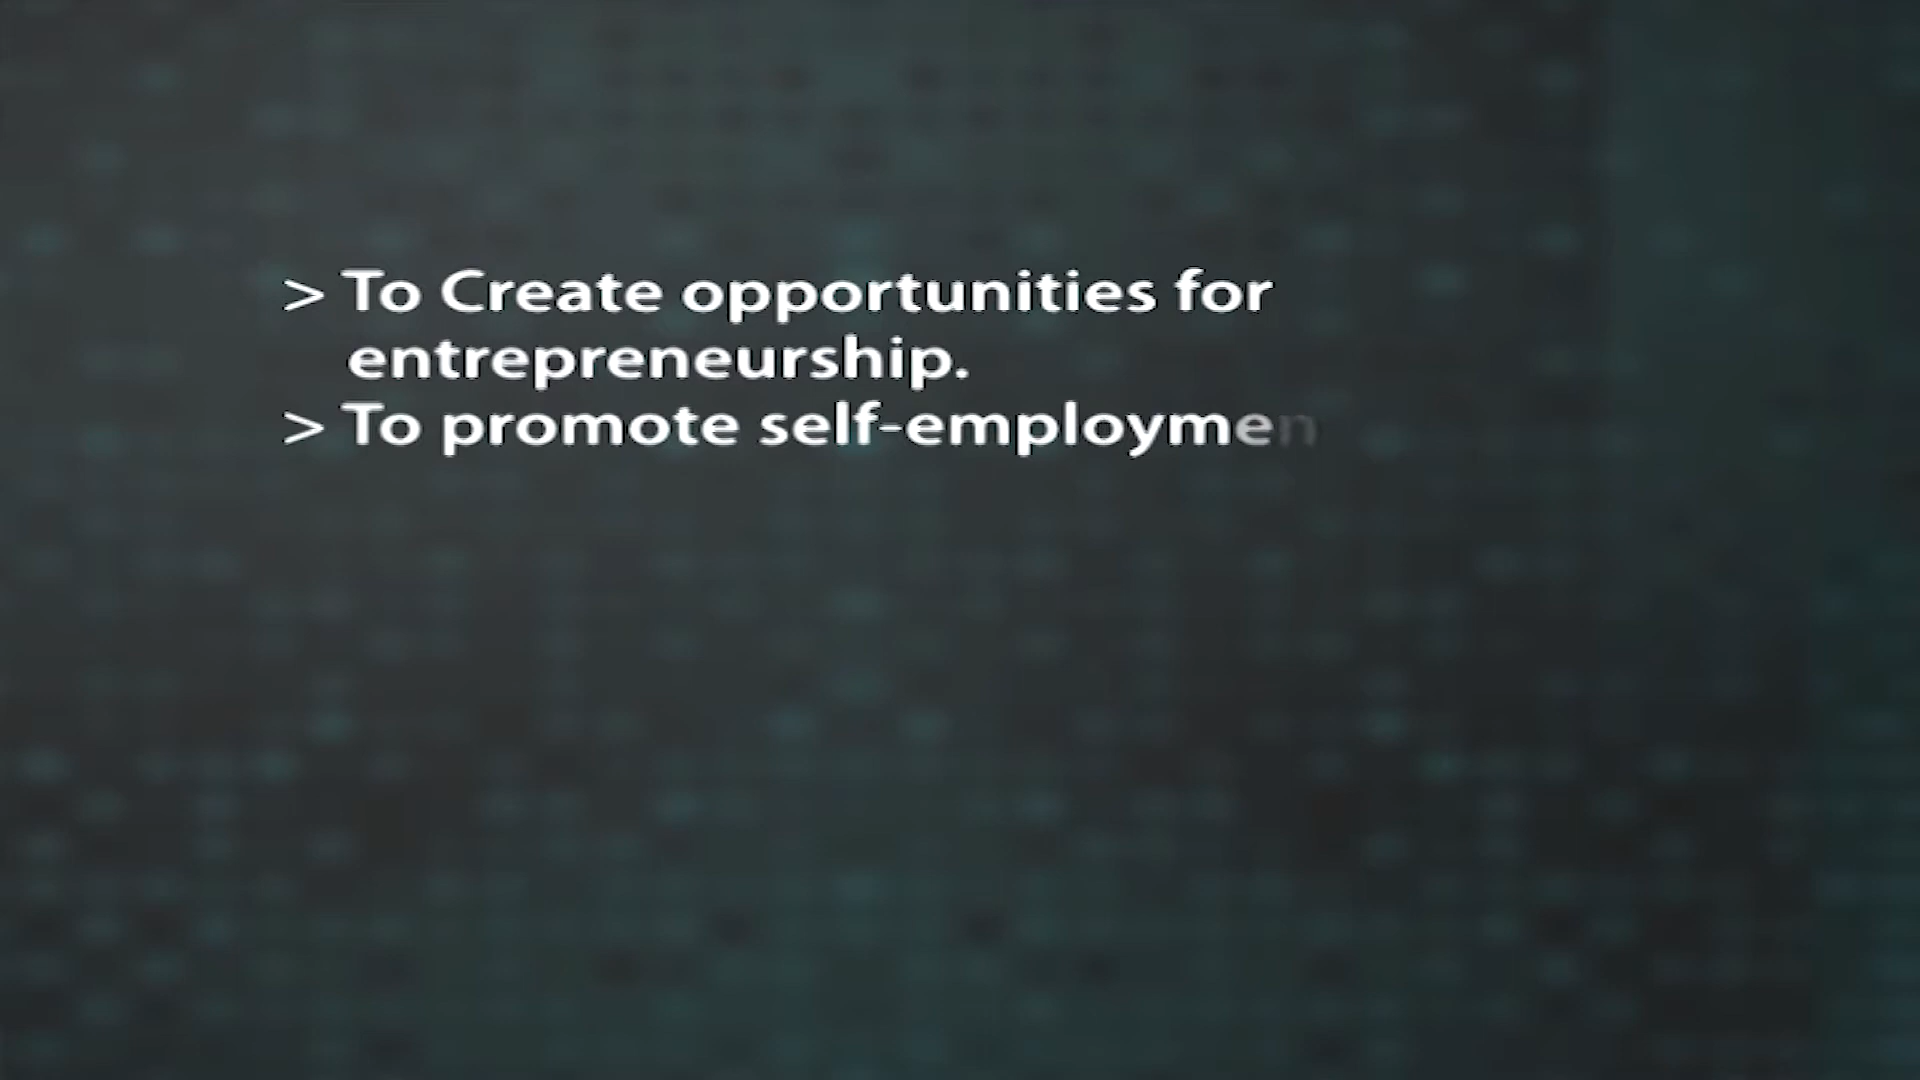 > To Create opportunities for
entrepreneurship.
> To promote self-employmen